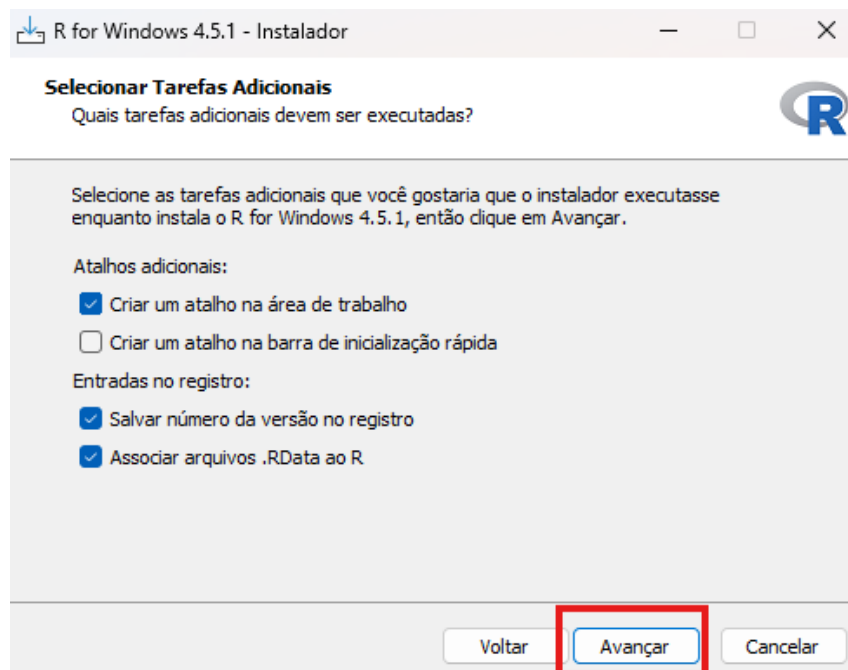 R for Windows 4.5.1 - Instalador
Selecionar Tarefas Adicionais
Quais tarefas adicionais devem ser executadas?
R
Selecione as tarefas adicionais que você gostaria que o instalador executasse
enquanto instala o R for Windows 4.5.1, então clique em Avançar.
Atalhos adicionais:
Criar um atalho na área de trabalho
Criar um atalho na barra de inicialização rápida
Entradas no registro:
Salvar número da versão no registro
Associar arquivos .RData ao R
Voltar Avançar Cancelar